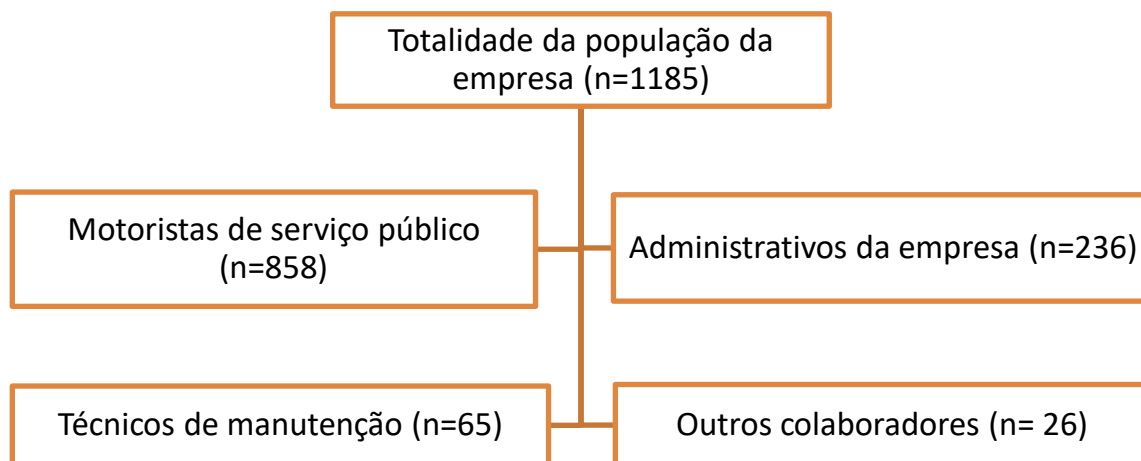 Totalidade da população da
empresa (n=1185)
Motoristas de serviço público
(n=858)
Administrativos da empresa (n=236)
Técnicos de manutenção (n=65)
Outros colaboradores (n= 26)